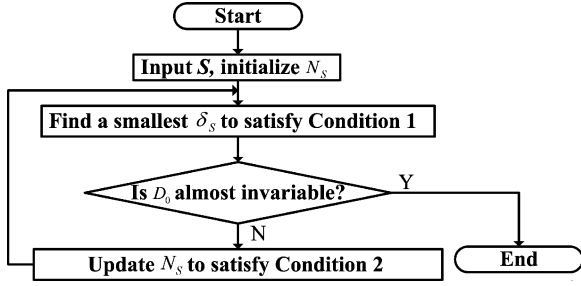 Start
Input S, initialize N_S
Find a smallest δ_S to satisfy Condition 1
Is D_0 almost invariable?
Y
N
Update N_S to satisfy Condition 2
End